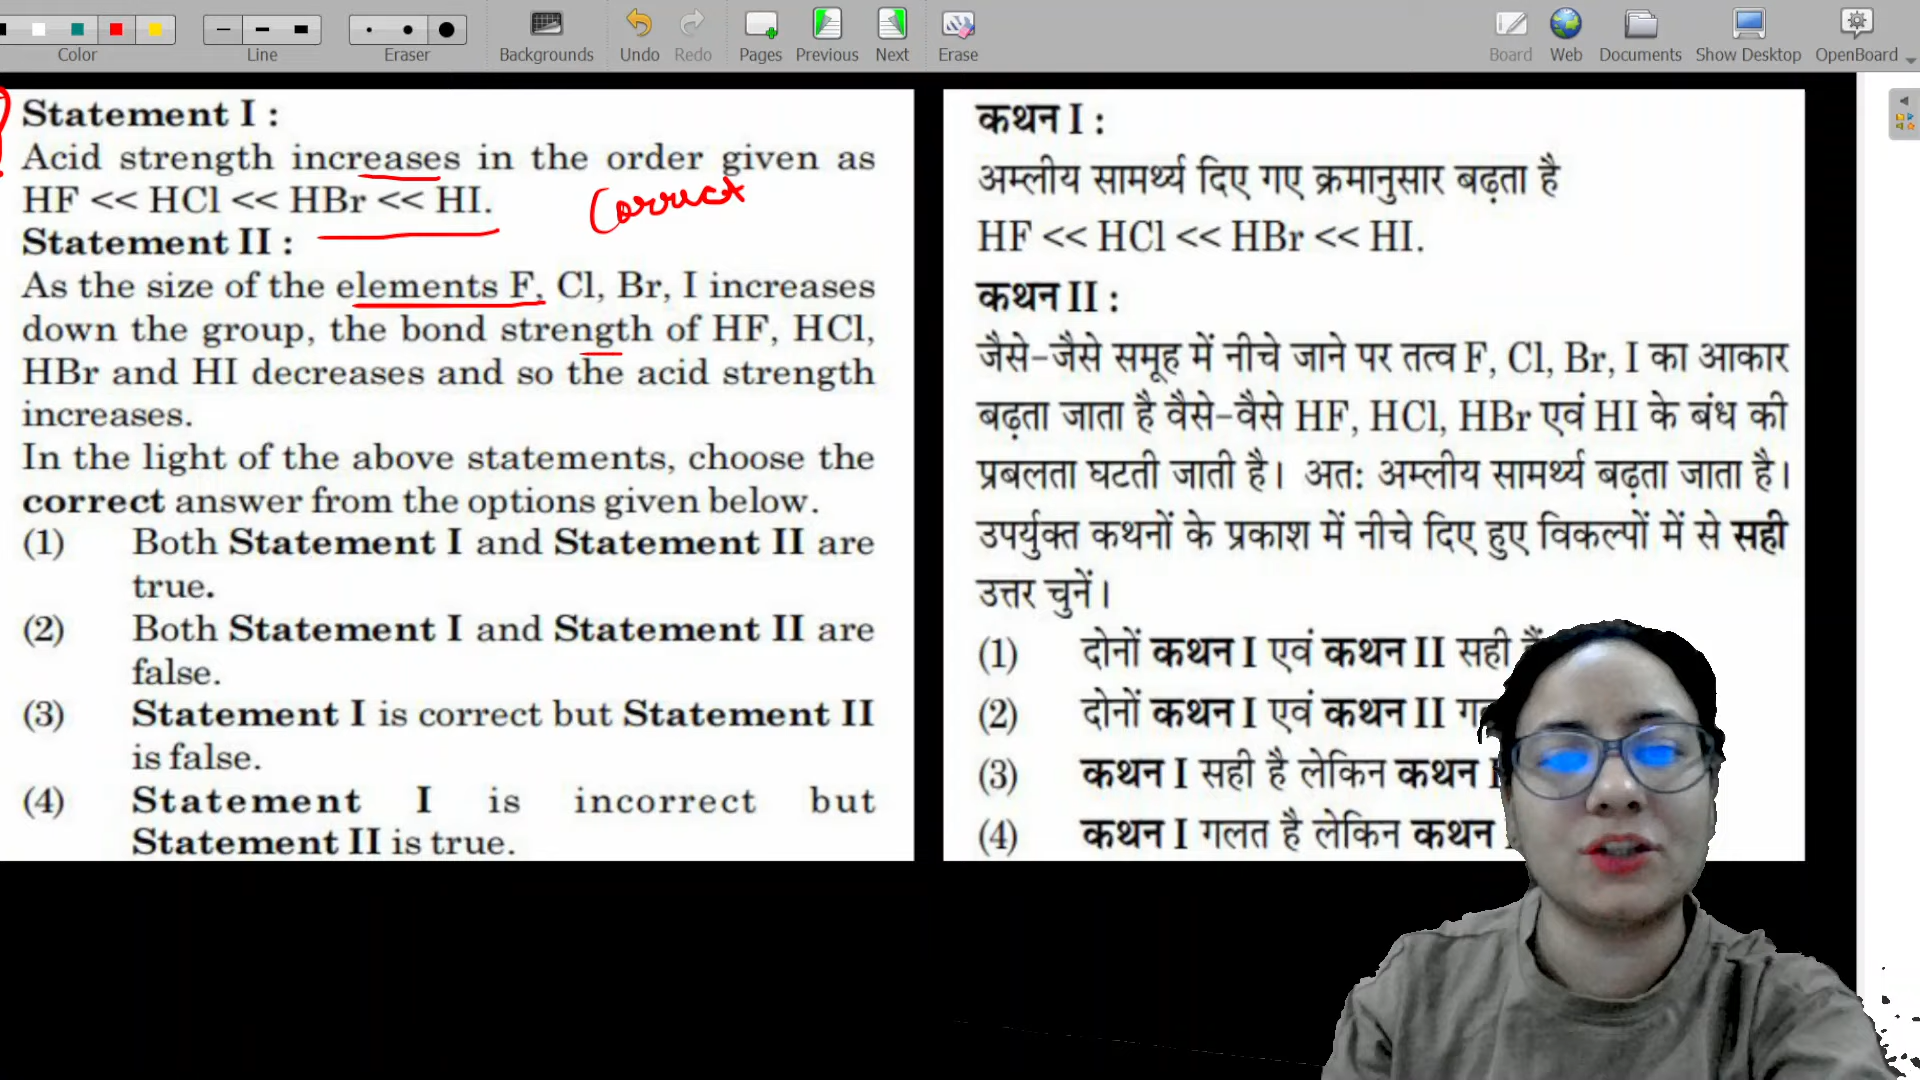 Color
Line
Eraser
Backgrounds
Undo
Redo
Pages
Previous
Next
Erase
Board
Web
Documents
Show Desktop
OpenBoard
Statement I :
Acid strength increases in the order given as
HF << HCl << HBr << HI.
Correct
Statement II :
As the size of the elements F, Cl, Br, I increases
down the group, the bond strength of HF, HCl,
HBr and HI decreases and so the acid strength
increases.
In the light of the above statements, choose the
correct answer from the options given below.
(1) Both Statement I and Statement II are
true.
(2) Both Statement I and Statement II are
false.
(3) Statement I is correct but Statement II
is false.
(4) Statement I is incorrect but
Statement II is true.
कथन I :
अम्लीय सामर्थ्य दिए गए क्रमानुसार बढ़ता है
HF << HCl << HBr << HI.
कथन II :
जैसे-जैसे समूह में नीचे जाने पर तत्व F, Cl, Br, I का आकार
बढ़ता जाता है वैसे-वैसे HF, HCl, HBr एवं HI के बंध की
प्रबलता घटती जाती है। अत: अम्लीय सामर्थ्य बढ़ता जाता है।
उपर्युक्त कथनों के प्रकाश में नीचे दिए हुए विकल्पों में से सही
उत्तर चुनें।
(1) दोनों कथन I एवं कथन II सही
(2) दोनों कथन I एवं कथन II
(3) कथन I सही है लेकिन कथन
(4) कथन I गलत है लेकिन कथन